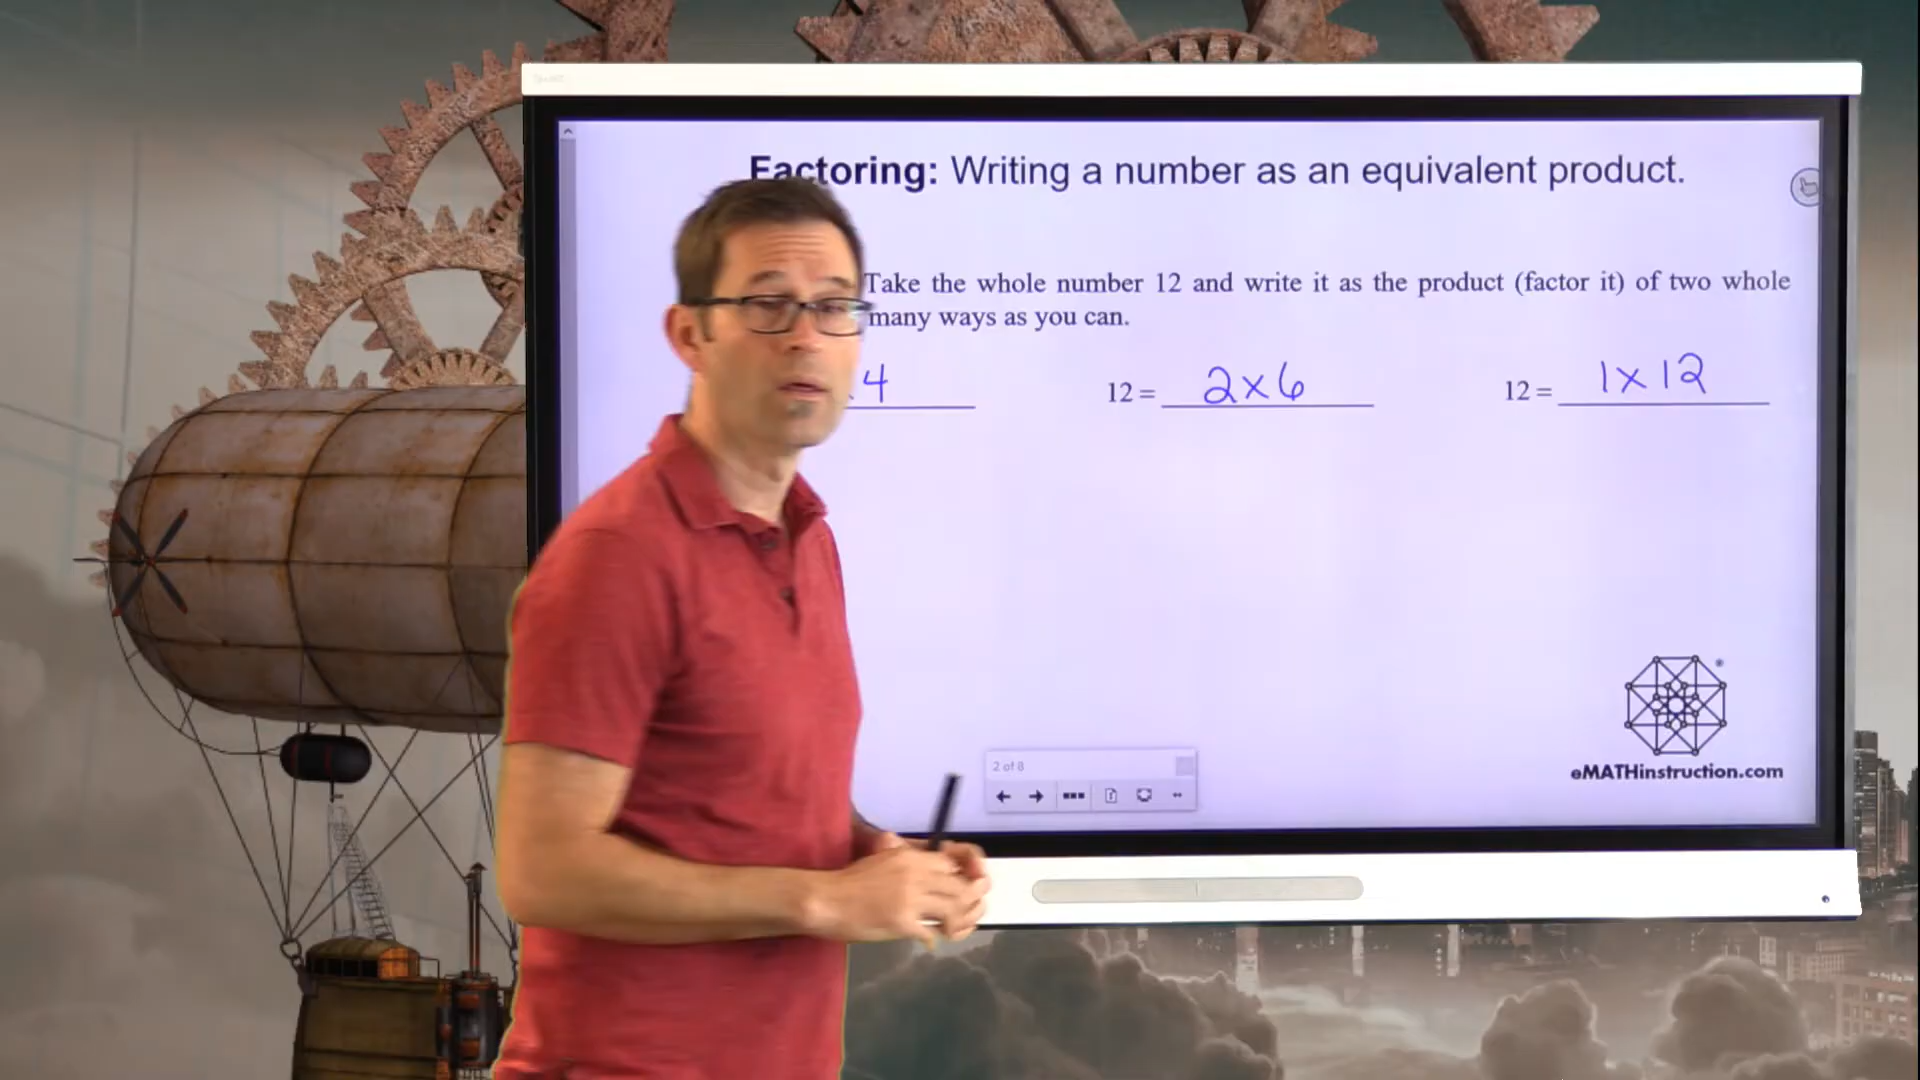 Factoring: Writing a number as an equivalent product.
Take the whole number 12 and write it as the product (factor it) of two whole
many ways as you can.
4
12 = 2x6
12 = 1x12
2 of 8
eMATHinstruction.com